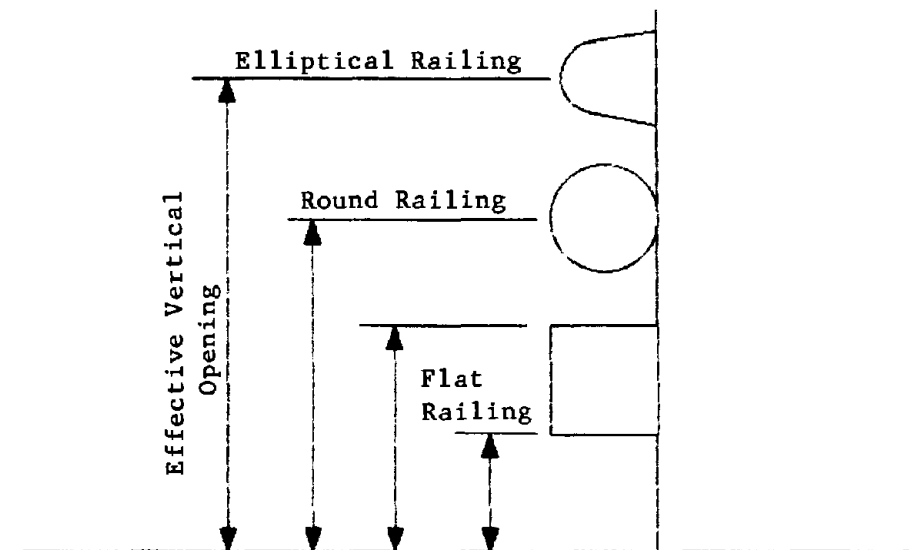 Elliptical Railing
Round Railing
Effective Vertical
Opening
Flat
Railing